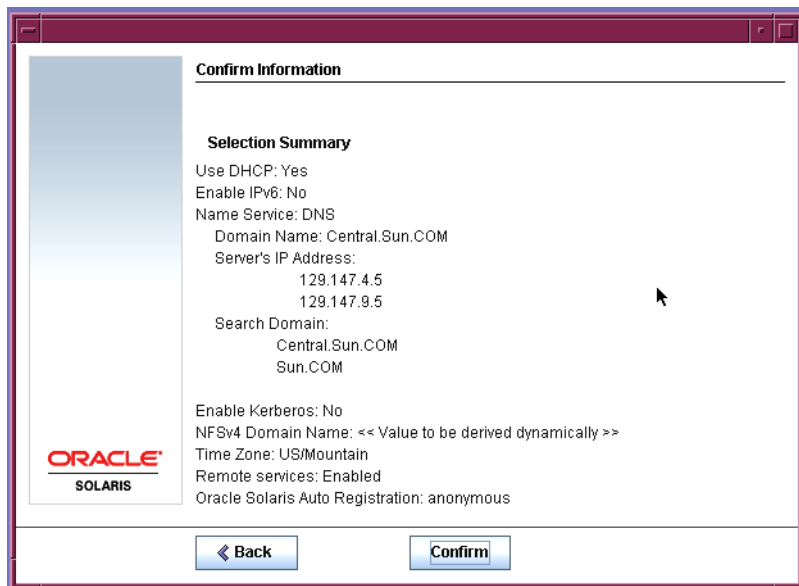 Confirm Information
Selection Summary
Use DHCP: Yes
Enable IPv6: No
Name Service: DNS
Domain Name: Central.Sun.COM
Server's IP Address:
129.147.4.5
129.147.9.5
Search Domain:
Central.Sun.COM
Sun.COM
Enable Kerberos: No
NFSv4 Domain Name: << Value to be derived dynamically >>
Time Zone: US/Mountain
Remote services: Enabled
Oracle Solaris Auto Registration: anonymous
ORACLE
SOLARIS
Back
Confirm